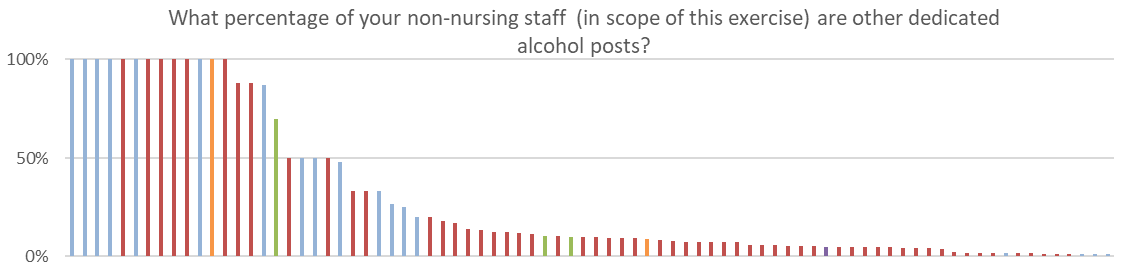 What percentage of your non-nursing staff  (in scope of this exercise) are other dedicated
alcohol posts?
100%
50%
0%